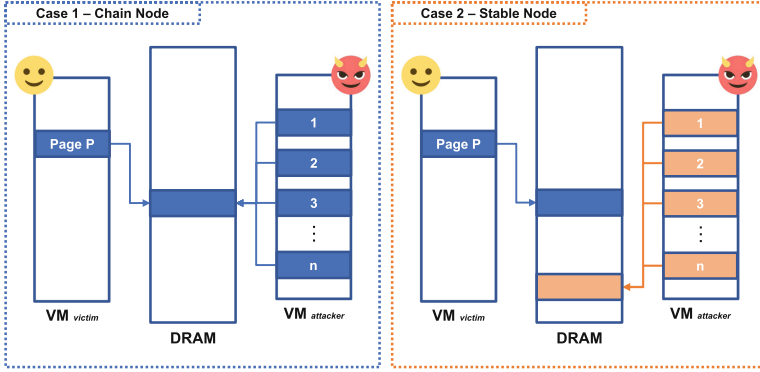 Case 1 – Chain Node
Page P
1
2
3
⋮
n
VM victim
DRAM
VM attacker
Case 2 – Stable Node
Page P
1
2
3
⋮
n
VM victim
DRAM
VM attacker